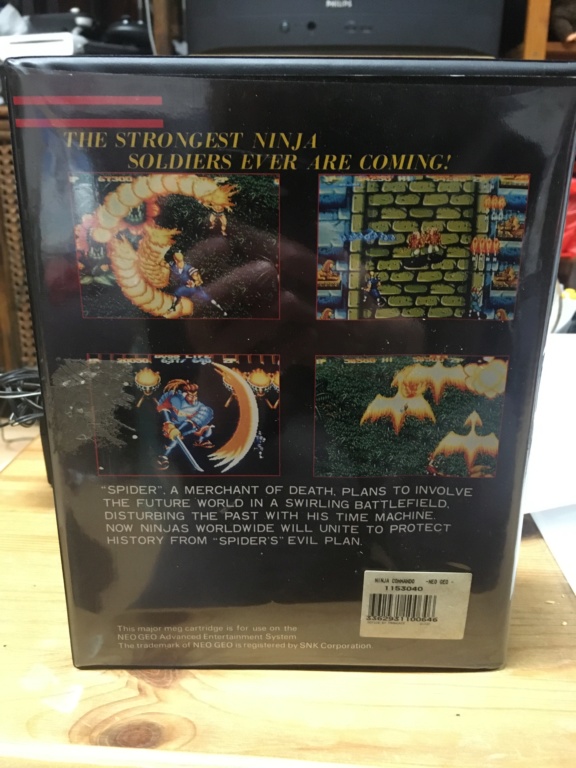 PHILIPS
THE STRONGEST NINJA
SOLDIERS EVER ARE COMING!
"SPIDER", A MERCHANT OF DEATH, PLANS TO INVOLVE
THE FUTURE WORLD IN A SWIRLING BATTLEFIELD,
DISTURBING THE PAST WITH HIS TIME MACHINE.
NOW NINJAS WORLDWIDE WILL UNITE TO PROTECT
HISTORY FROM "SPIDER'S" EVIL PLAN.
NINJA COMMANDO -NEO GEO -
1153040
3362931100646
This major meg cartridge is for use on the
NEO GEO Advanced Entertainment System
The trademark of NEO GEO is registered by SNK Corporation.